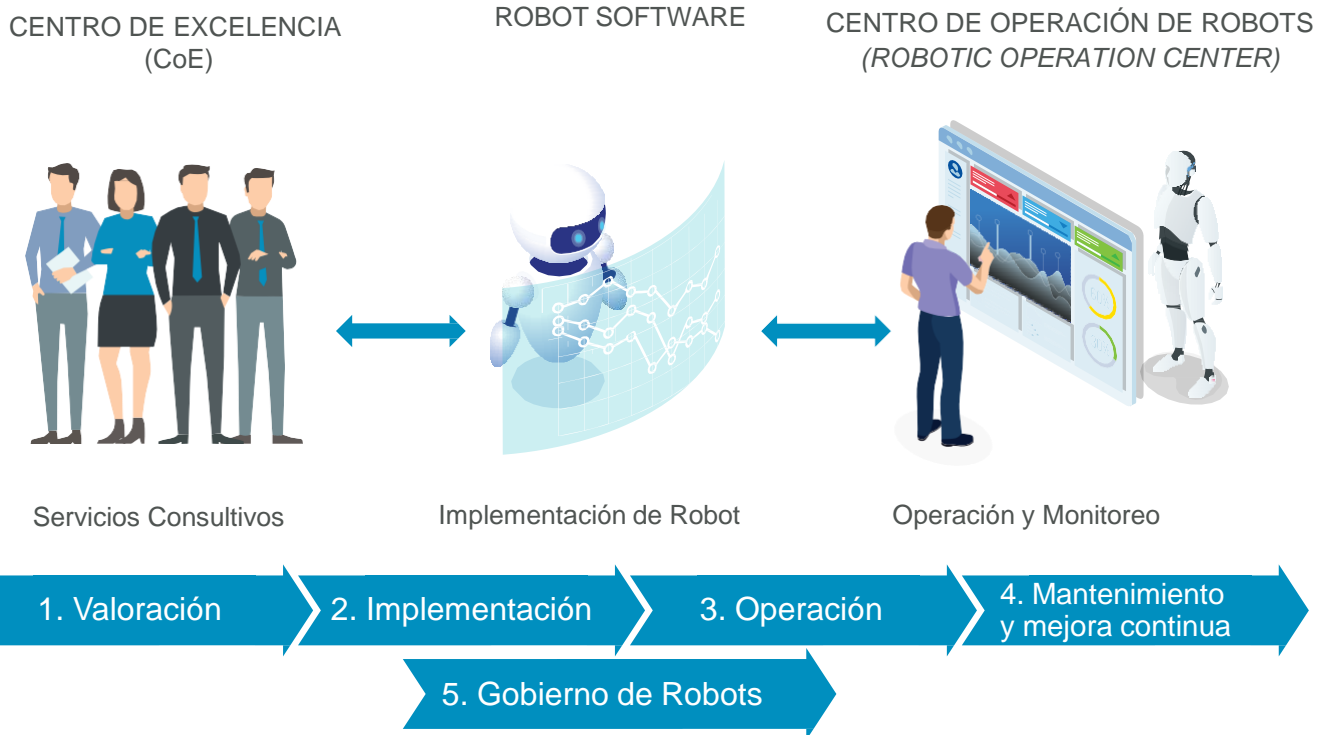 CENTRO DE EXCELENCIA
(CoE)
ROBOT SOFTWARE
CENTRO DE OPERACIÓN DE ROBOTS
(ROBOTIC OPERATION CENTER)
Servicios Consultivos
Implementación de Robot
Operación y Monitoreo
1. Valoración
2. Implementación
3. Operación
4. Mantenimiento
y mejora continua
5. Gobierno de Robots